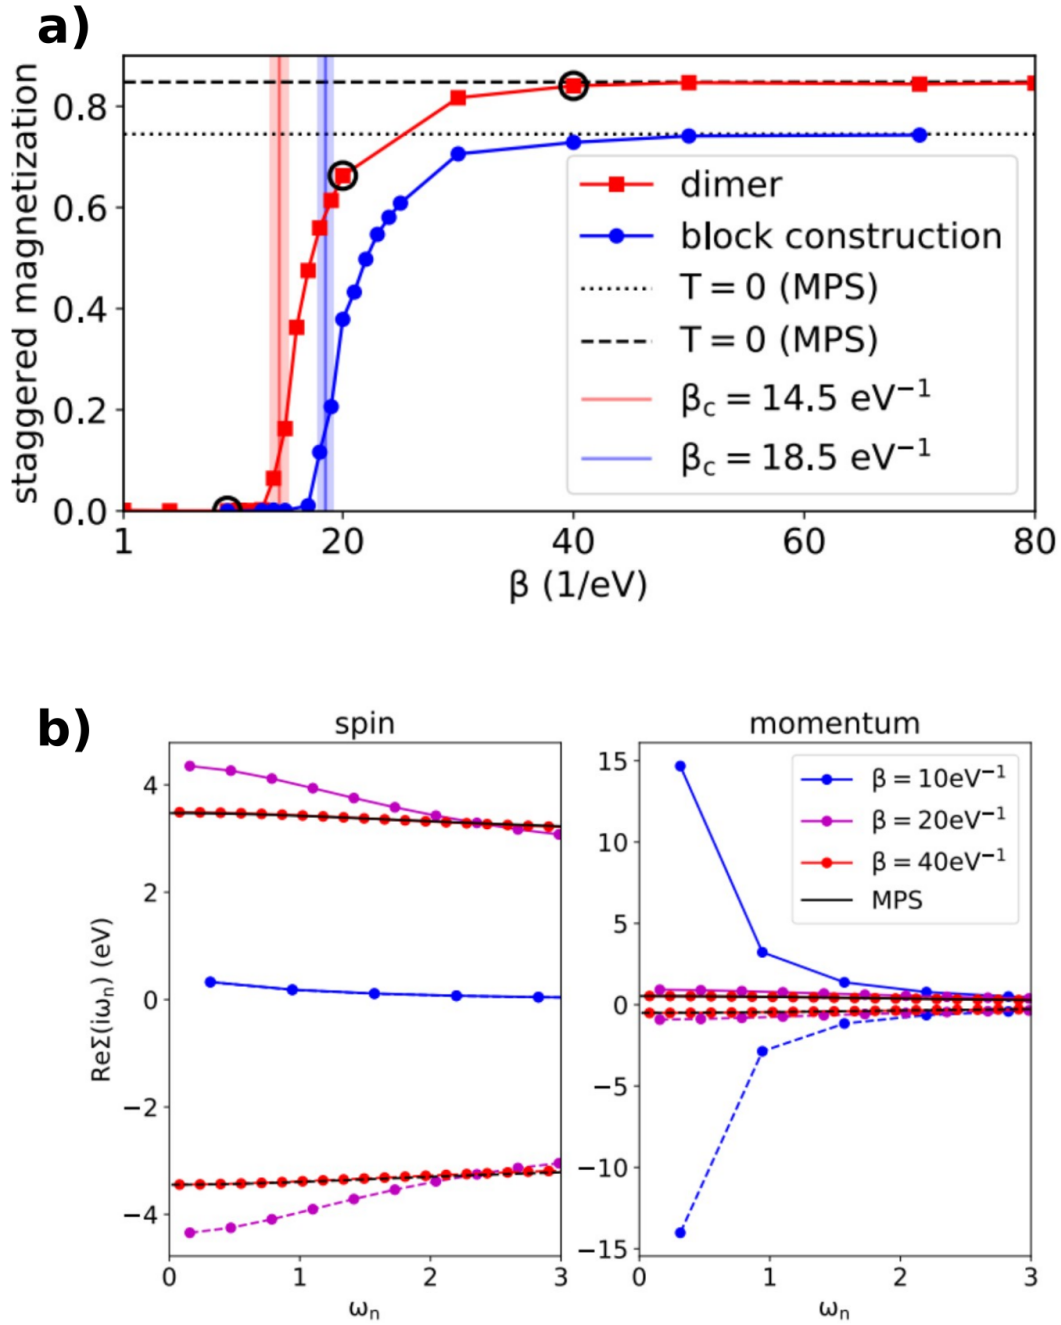 a)
staggered magnetization
0.8
0.6
0.4
0.2
0.0
dimer
block construction
T = 0 (MPS)
T = 0 (MPS)
βc = 14.5 eV⁻¹
βc = 18.5 eV⁻¹
1 20 40 60 80
β (1/eV)
b)
spin
momentum
ReΣ(iωn) (eV)
4
2
0
−2
−4
0 1 2 3
ωn
15
10
5
0
−5
−10
−15
β = 10eV⁻¹
β = 20eV⁻¹
β = 40eV⁻¹
MPS
0 1 2 3
ωn